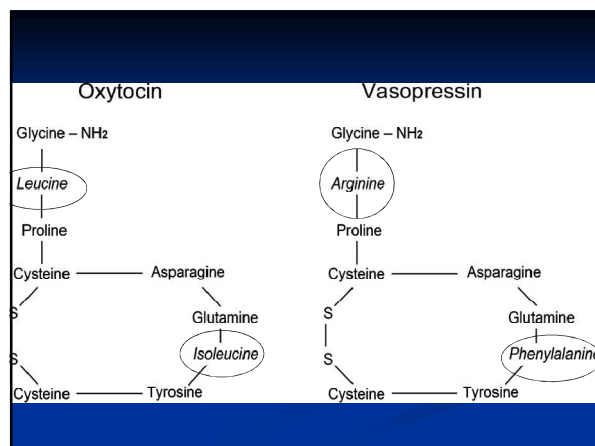 Oxytocin Vasopressin
Glycine – NH2 Glycine – NH2
Leucine Arginine
Proline Proline
Cysteine Asparagine Cysteine Asparagine
S Glutamine S Glutamine
S Isoleucine S Phenylalanine
Cysteine Tyrosine Cysteine Tyrosine